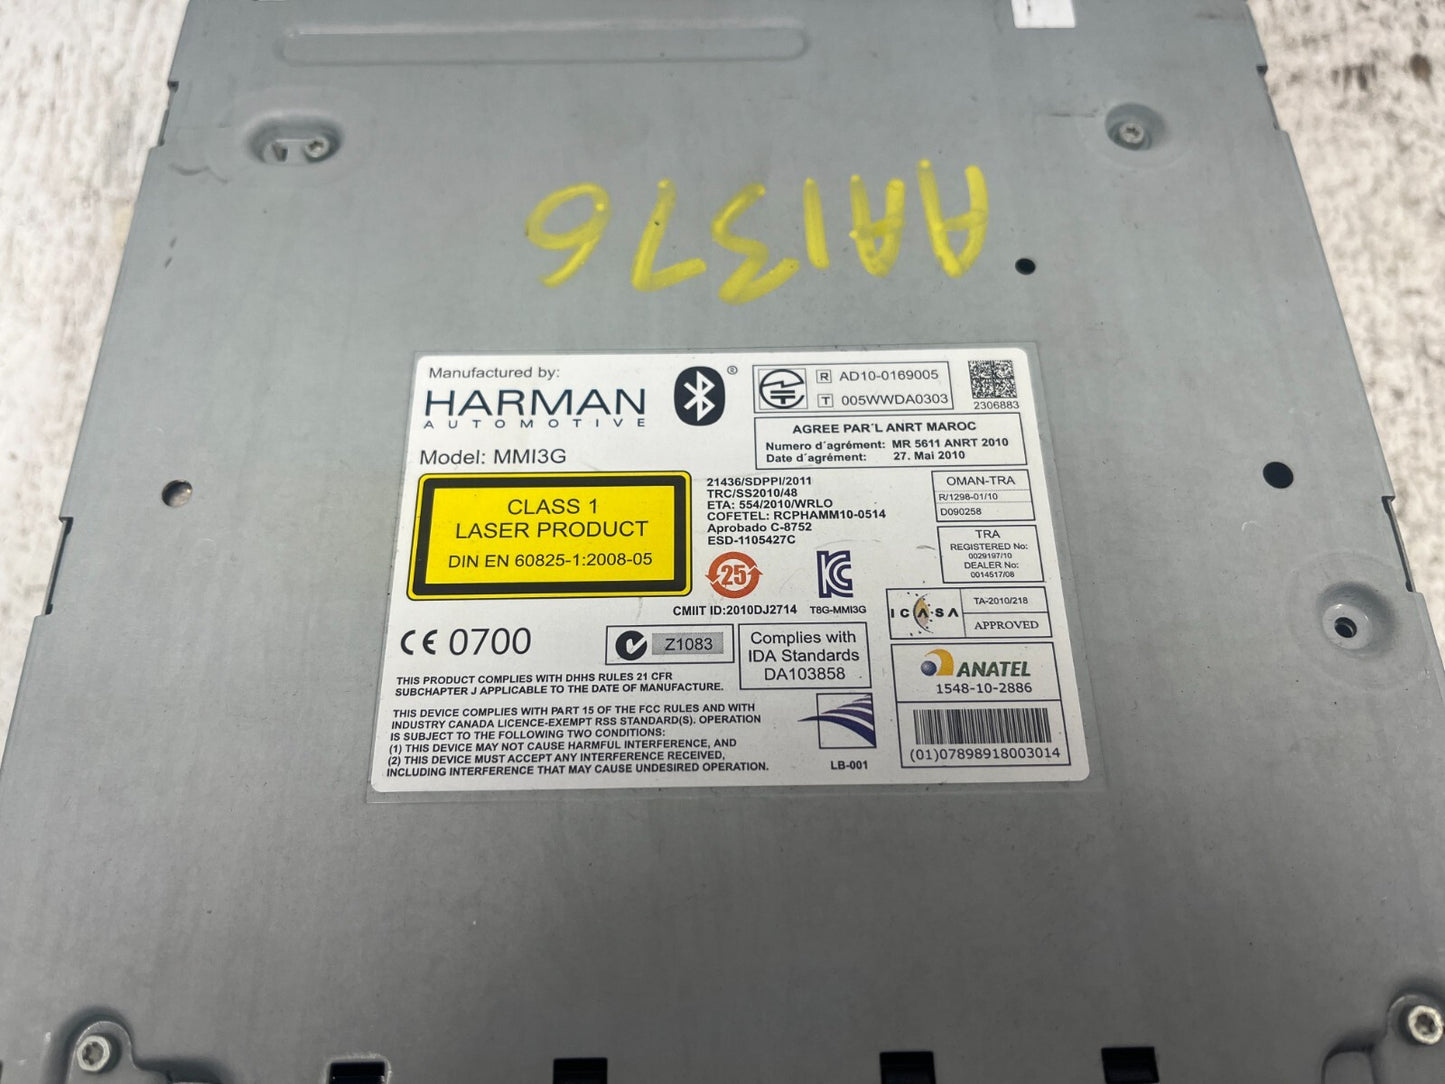 AA1376
Manufactured by:
HARMAN
AUTOMOTIVE
Model: MMI3G
®
R AD10-0169005
T 005WWDA0303
2306883
AGREE PAR´L ANRT MAROC
Numero d´agrément: MR 5611 ANRT 2010
Date d´agrément: 27. Mai 2010
CLASS 1
LASER PRODUCT
DIN EN 60825-1:2008-05
21436/SDPPI/2011
TRC/SS2010/48
ETA: 554/2010/WRLO
COFETEL: RCPHAMM10-0514
Aprobado C-8752
ESD-1105427C
OMAN-TRA
R/1298-01/10
D090258
TRA
REGISTERED No:
0029197/10
DEALER No:
0014517/08
25
CMIIT ID:2010DJ2714
T8G-MMI3G
ICASA
TA-2010/218
APPROVED
CE 0700
Z1083
Complies with
IDA Standards
DA103858
ANATEL
1548-10-2886
(01)07898918003014
THIS PRODUCT COMPLIES WITH DHHS RULES 21 CFR
SUBCHAPTER J APPLICABLE TO THE DATE OF MANUFACTURE.
THIS DEVICE COMPLIES WITH PART 15 OF THE FCC RULES AND WITH
INDUSTRY CANADA LICENCE-EXEMPT RSS STANDARD(S). OPERATION
IS SUBJECT TO THE FOLLOWING TWO CONDITIONS:
(1) THIS DEVICE MAY NOT CAUSE HARMFUL INTERFERENCE, AND
(2) THIS DEVICE MUST ACCEPT ANY INTERFERENCE RECEIVED,
INCLUDING INTERFERENCE THAT MAY CAUSE UNDESIRED OPERATION.
LB-001